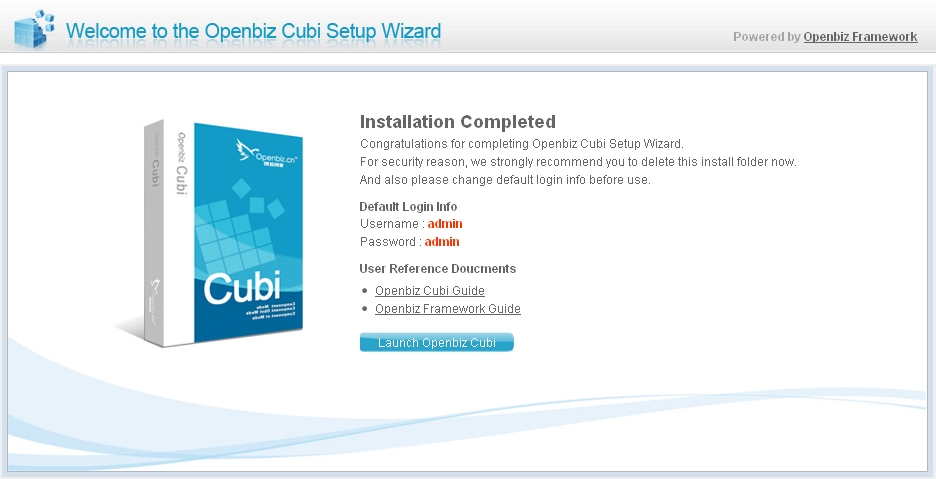 Welcome to the Openbiz Cubi Setup Wizard
Powered by Openbiz Framework
Installation Completed
Congratulations for completing Openbiz Cubi Setup Wizard.
For security reason, we strongly recommend you to delete this install folder now.
And also please change default login info before use.
Default Login Info
Username : admin
Password : admin
User Reference Doucments
Openbiz Cubi Guide
Openbiz Framework Guide
Launch Openbiz Cubi
Openbiz Cubi
Openbiz Cubi
Openbiz.cn™
Cubi